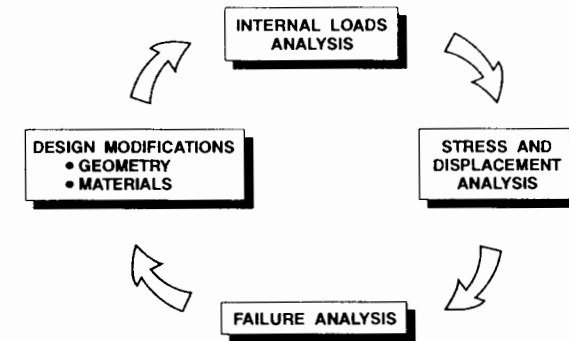 INTERNAL LOADS
ANALYSIS
DESIGN MODIFICATIONS
• GEOMETRY
• MATERIALS
STRESS AND
DISPLACEMENT
ANALYSIS
FAILURE ANALYSIS